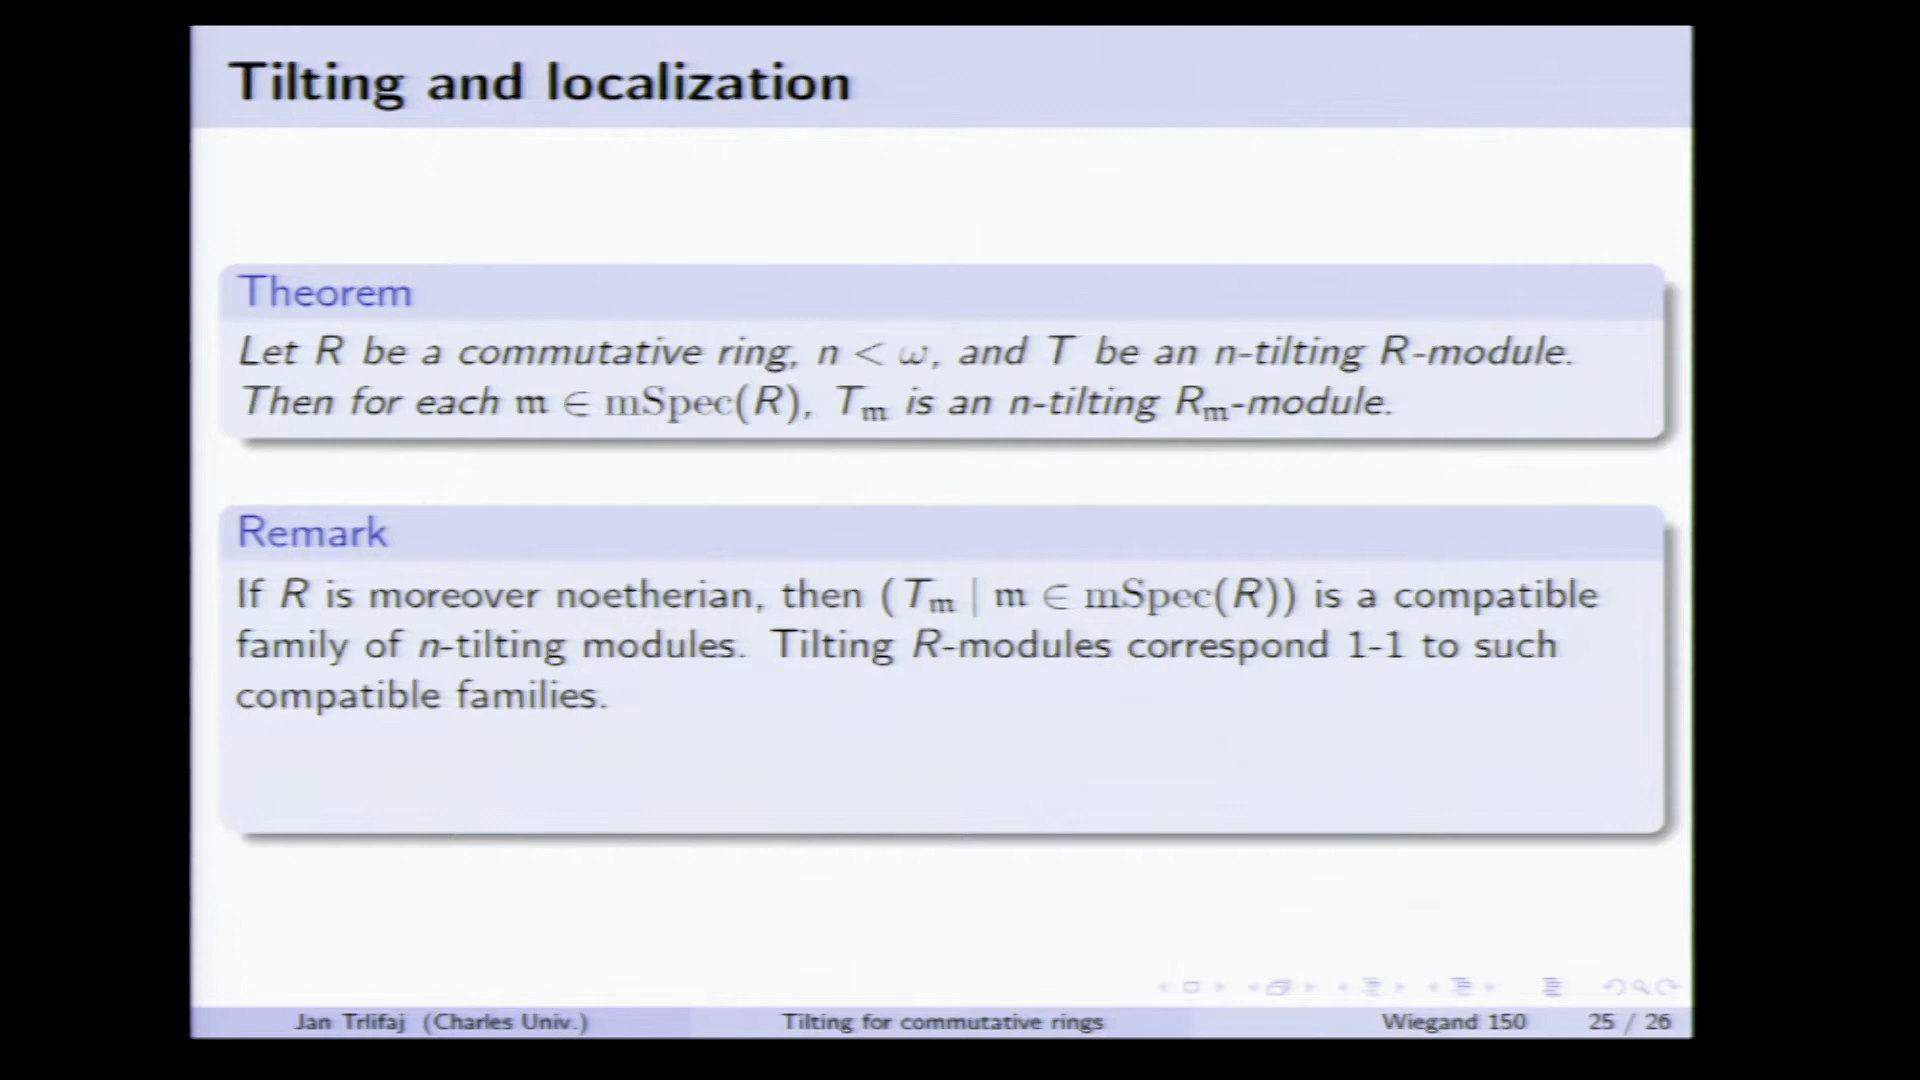 Tilting and localization
Theorem
Let R be a commutative ring, n < ω, and T be an n-tilting R-module.
Then for each 𝔪 ∈ mSpec(R), T𝔪 is an n-tilting R𝔪-module.
Remark
If R is moreover noetherian, then (T𝔪 | 𝔪 ∈ mSpec(R)) is a compatible
family of n-tilting modules. Tilting R-modules correspond 1-1 to such
compatible families.
Jan Trlifaj (Charles Univ.) Tilting for commutative rings Wiegand 150 25 / 26